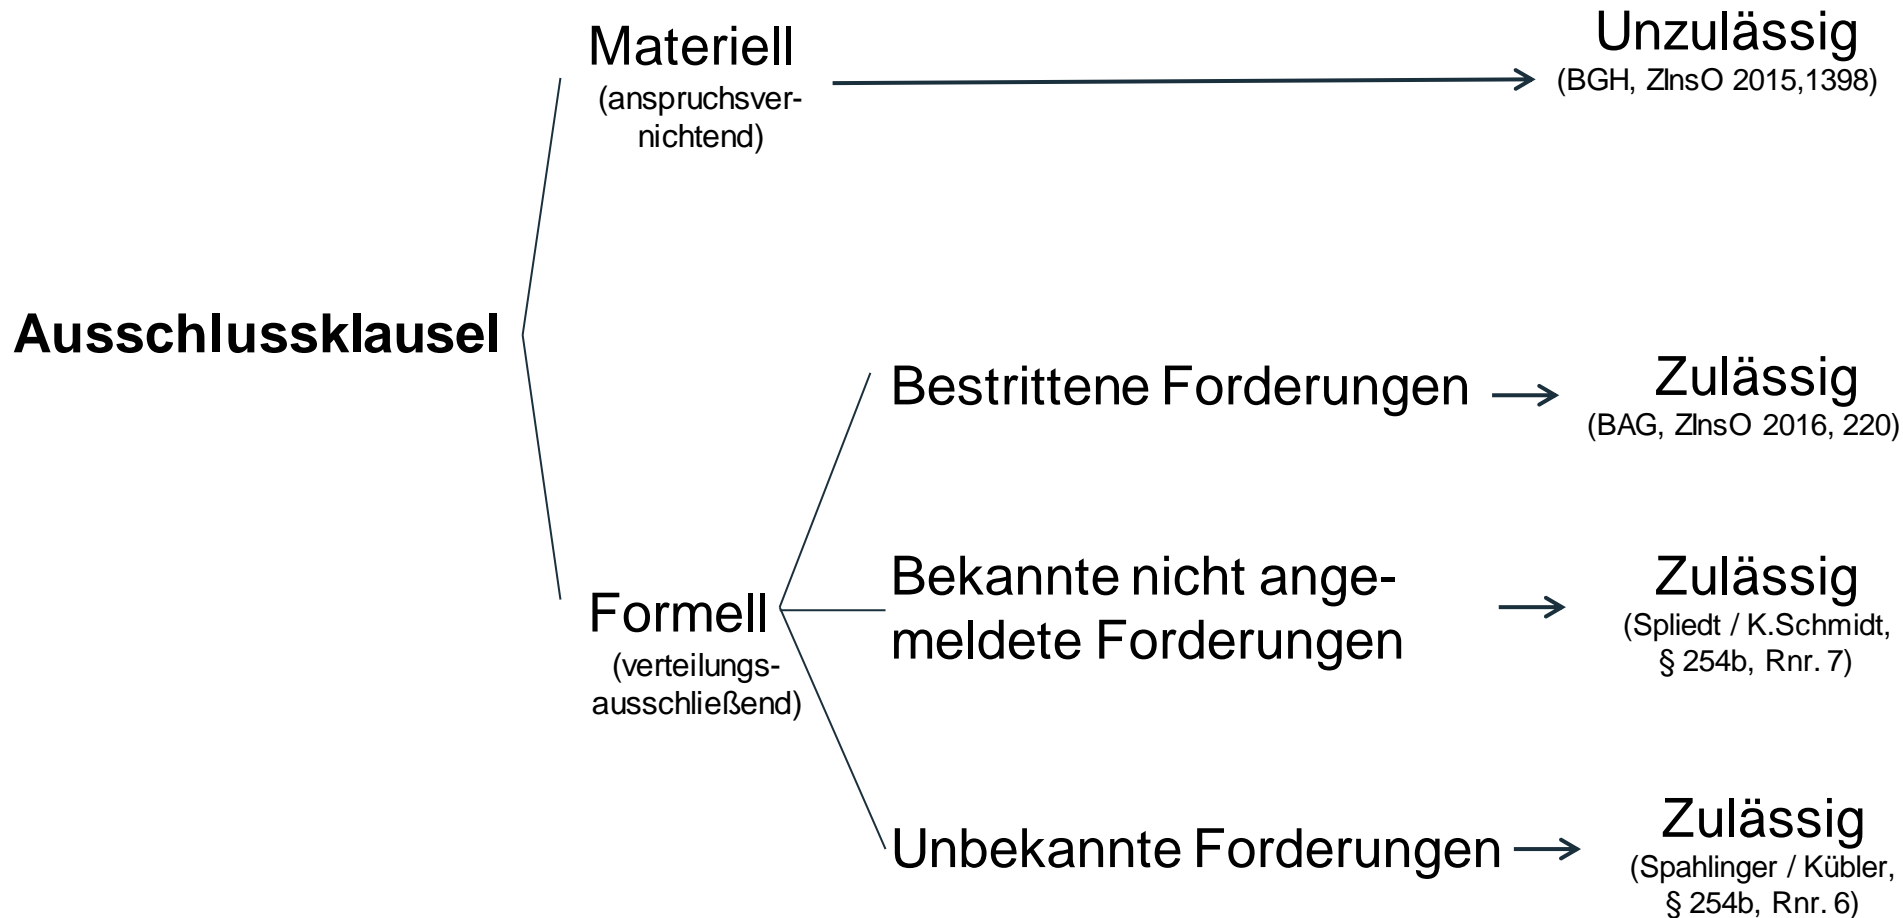 Materiell
(anspruchsver-
nichtend)
Unzulässig
(BGH, ZInsO 2015,1398)
Ausschlussklausel
Bestrittene Forderungen
Zulässig
(BAG, ZInsO 2016, 220)
Formell
(verteilungs-
ausschließend)
Bekannte nicht ange-
meldete Forderungen
Zulässig
(Spliedt / K.Schmidt,
§ 254b, Rnr. 7)
Unbekannte Forderungen
Zulässig
(Spahlinger / Kübler,
§ 254b, Rnr. 6)